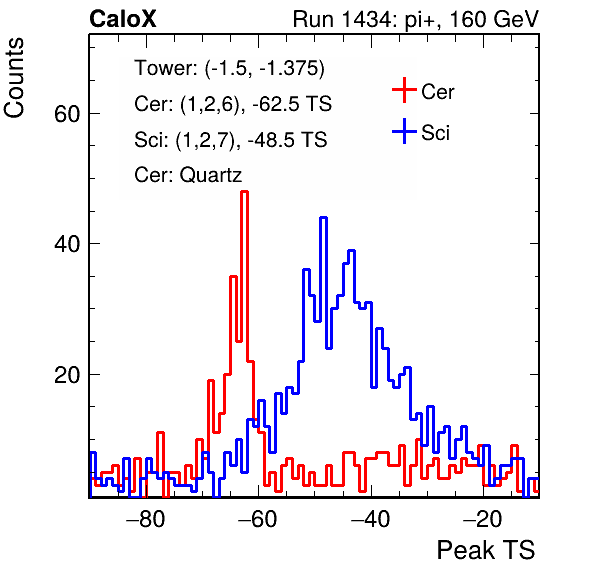 CaloX Run 1434: pi+, 160 GeV
Counts
Tower: (-1.5, -1.375)
Cer: (1,2,6), -62.5 TS
Sci: (1,2,7), -48.5 TS
Cer: Quartz
Cer
Sci
60
40
20
−80 −60 −40 −20
Peak TS